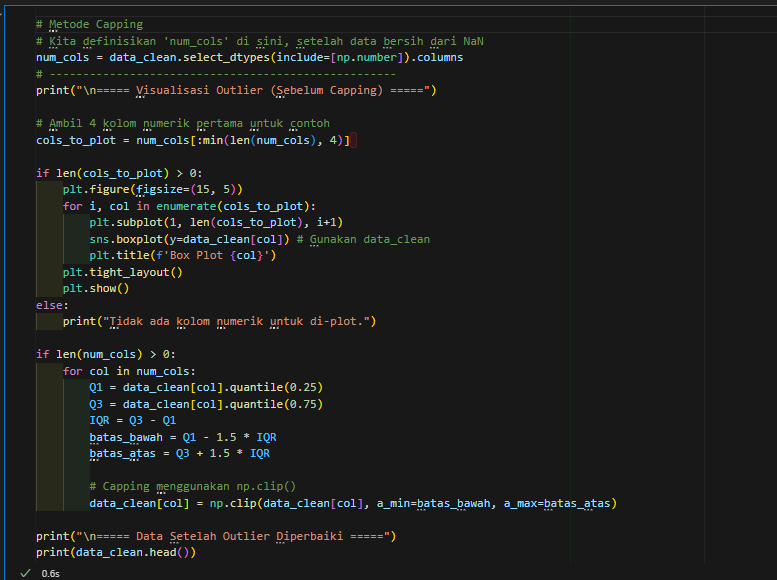 # Metode Capping
# Kita definisikan 'num_cols' di sini, setelah data bersih dari NaN
num_cols = data_clean.select_dtypes(include=[np.number]).columns
# ----------------------------------------------------
print("\n===== Visualisasi Outlier (Sebelum Capping) =====")

# Ambil 4 kolom numerik pertama untuk contoh
cols_to_plot = num_cols[:min(len(num_cols), 4)]

if len(cols_to_plot) > 0:
    plt.figure(figsize=(15, 5))
    for i, col in enumerate(cols_to_plot):
        plt.subplot(1, len(cols_to_plot), i+1)
        sns.boxplot(y=data_clean[col]) # Gunakan data_clean
        plt.title(f'Box Plot {col}')
    plt.tight_layout()
    plt.show()
else:
    print("Tidak ada kolom numerik untuk di-plot.")

if len(num_cols) > 0:
    for col in num_cols:
        Q1 = data_clean[col].quantile(0.25)
        Q3 = data_clean[col].quantile(0.75)
        IQR = Q3 - Q1
        batas_bawah = Q1 - 1.5 * IQR
        batas_atas = Q3 + 1.5 * IQR

        # Capping menggunakan np.clip()
        data_clean[col] = np.clip(data_clean[col], a_min=batas_bawah, a_max=batas_atas)

print("\n===== Data Setelah Outlier Diperbaiki =====")
print(data_clean.head())
0.6s